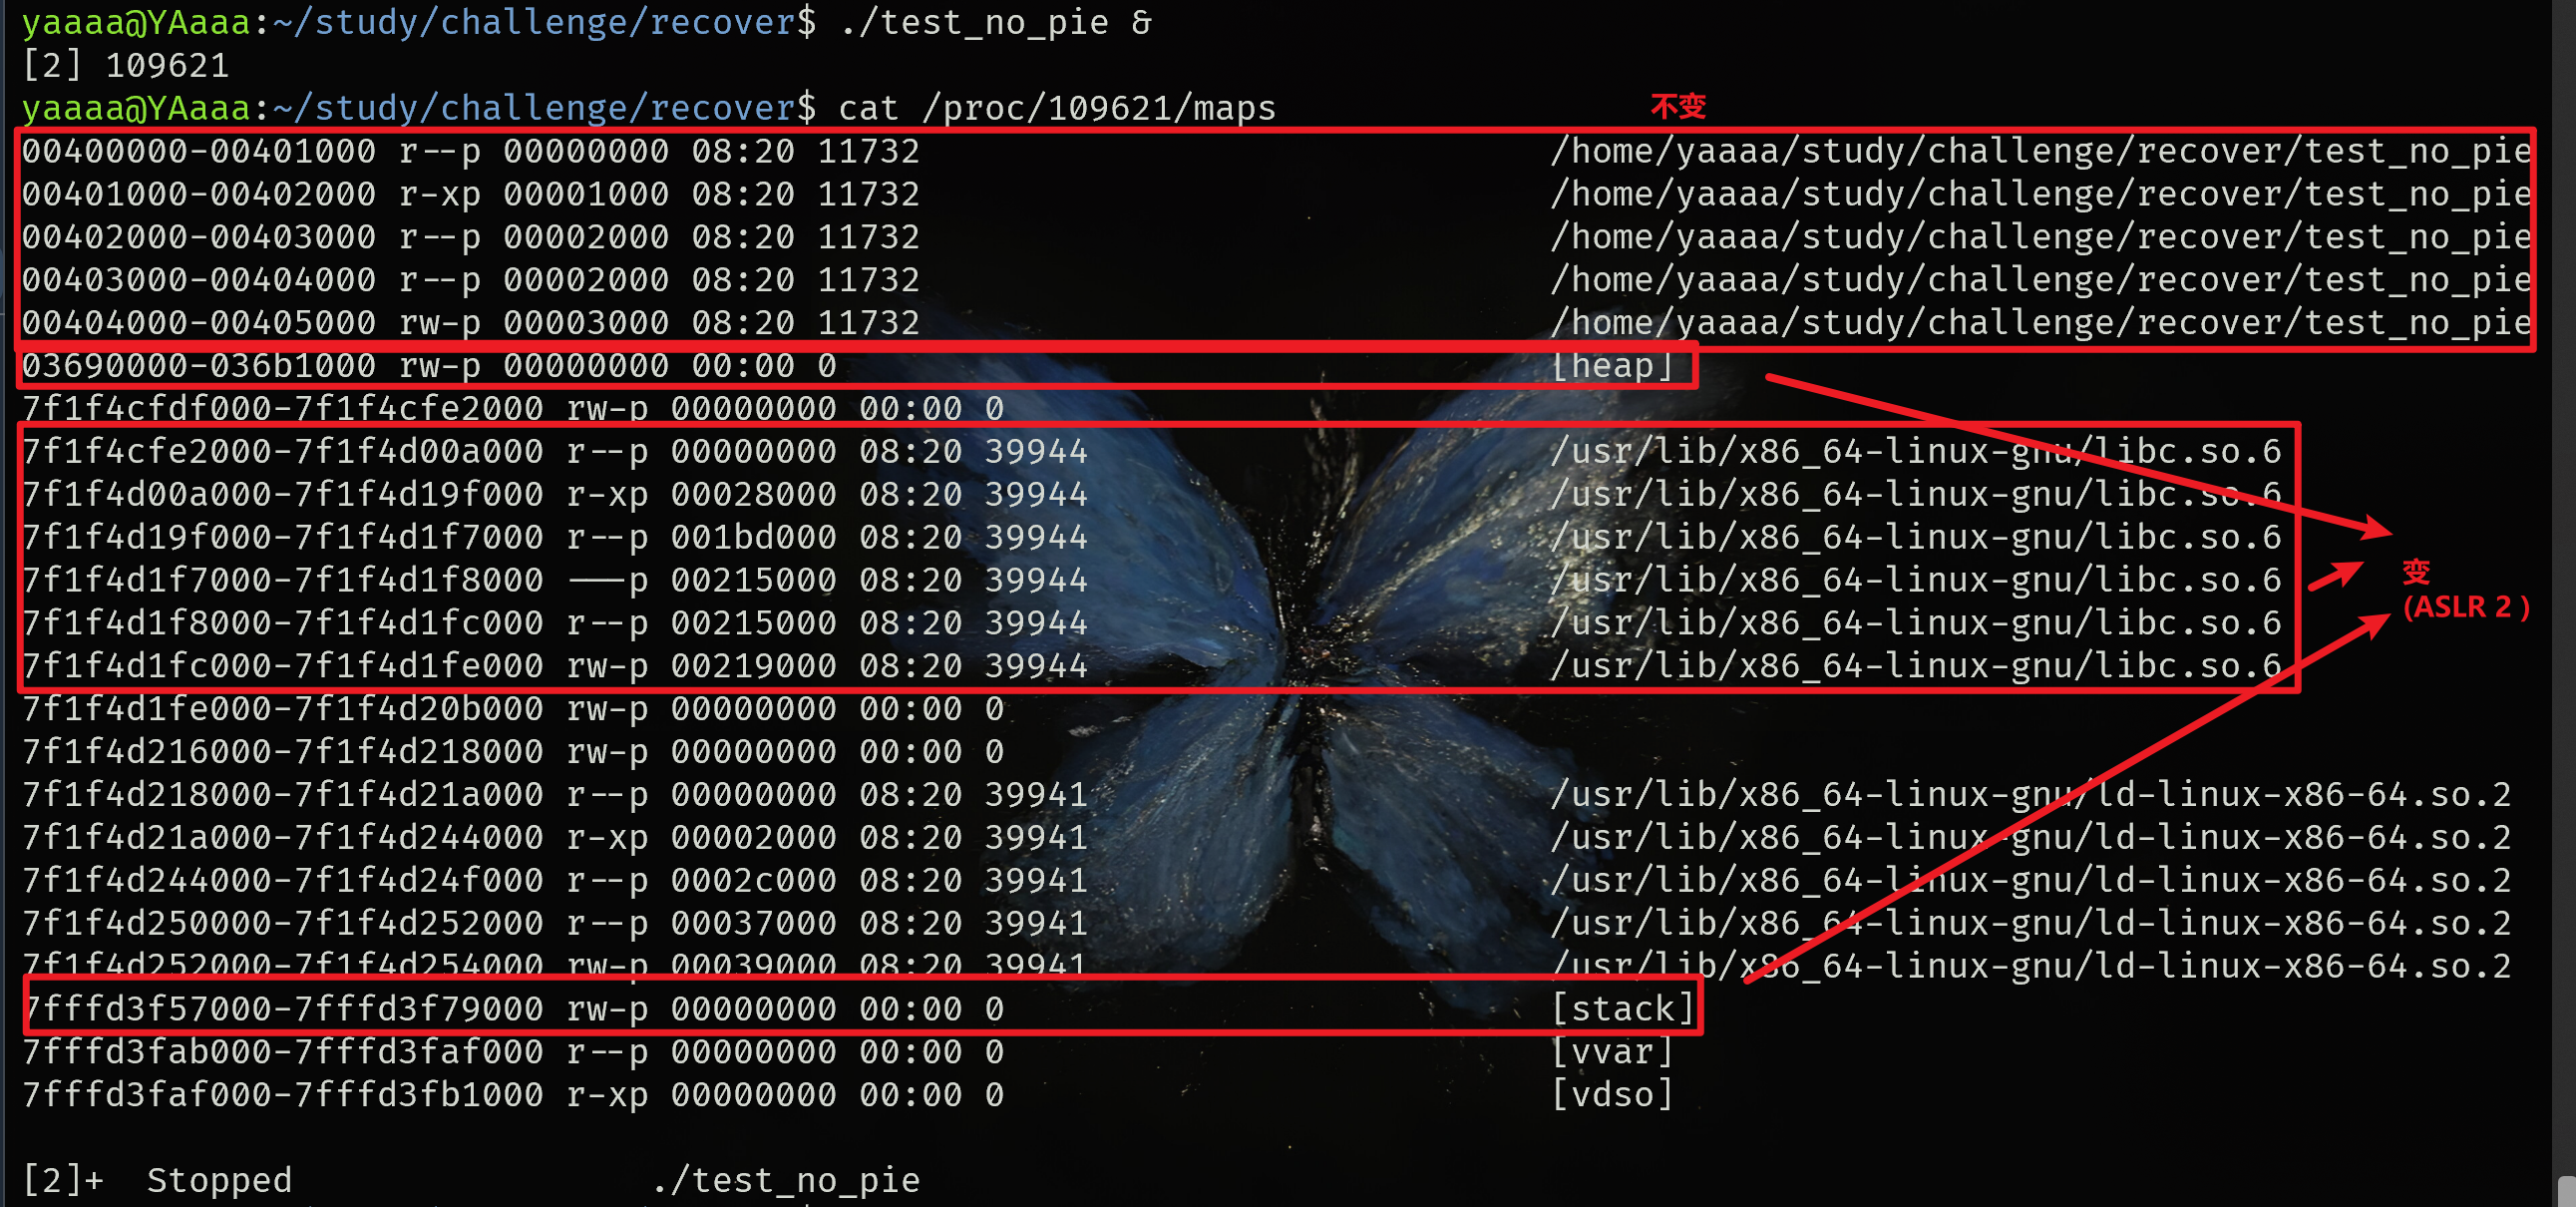 yaaaa@YAaaa:~/study/challenge/recover$ ./test_no_pie &
[2] 109621
yaaaa@YAaaa:~/study/challenge/recover$ cat /proc/109621/maps 不变
00400000-00401000 r--p 00000000 08:20 11732 /home/yaaaa/study/challenge/recover/test_no_pie
00401000-00402000 r-xp 00001000 08:20 11732 /home/yaaaa/study/challenge/recover/test_no_pie
00402000-00403000 r--p 00002000 08:20 11732 /home/yaaaa/study/challenge/recover/test_no_pie
00403000-00404000 r--p 00002000 08:20 11732 /home/yaaaa/study/challenge/recover/test_no_pie
00404000-00405000 rw-p 00003000 08:20 11732 /home/yaaaa/study/challenge/recover/test_no_pie
03690000-036b1000 rw-p 00000000 00:00 0 [heap]
7f1f4cfdf000-7f1f4cfe2000 rw-p 00000000 00:00 0
7f1f4cfe2000-7f1f4d00a000 r--p 00000000 08:20 39944 /usr/lib/x86_64-linux-gnu/libc.so.6
7f1f4d00a000-7f1f4d19f000 r-xp 00028000 08:20 39944 /usr/lib/x86_64-linux-gnu/libc.so.6
7f1f4d19f000-7f1f4d1f7000 r--p 001bd000 08:20 39944 /usr/lib/x86_64-linux-gnu/libc.so.6
7f1f4d1f7000-7f1f4d1f8000 ---p 00215000 08:20 39944 /usr/lib/x86_64-linux-gnu/libc.so.6
变
7f1f4d1f8000-7f1f4d1fc000 r--p 00215000 08:20 39944 /usr/lib/x86_64-linux-gnu/libc.so.6
(ASLR 2 )
7f1f4d1fc000-7f1f4d1fe000 rw-p 00219000 08:20 39944 /usr/lib/x86_64-linux-gnu/libc.so.6
7f1f4d1fe000-7f1f4d20b000 rw-p 00000000 00:00 0
7f1f4d216000-7f1f4d218000 rw-p 00000000 00:00 0
7f1f4d218000-7f1f4d21a000 r--p 00000000 08:20 39941 /usr/lib/x86_64-linux-gnu/ld-linux-x86-64.so.2
7f1f4d21a000-7f1f4d244000 r-xp 00002000 08:20 39941 /usr/lib/x86_64-linux-gnu/ld-linux-x86-64.so.2
7f1f4d244000-7f1f4d24f000 r--p 0002c000 08:20 39941 /usr/lib/x86_64-linux-gnu/ld-linux-x86-64.so.2
7f1f4d250000-7f1f4d252000 r--p 00037000 08:20 39941 /usr/lib/x86_64-linux-gnu/ld-linux-x86-64.so.2
7f1f4d252000-7f1f4d254000 rw-p 00039000 08:20 39941 /usr/lib/x86_64-linux-gnu/ld-linux-x86-64.so.2
7fffd3f57000-7fffd3f79000 rw-p 00000000 00:00 0 [stack]
7fffd3fab000-7fffd3faf000 r--p 00000000 00:00 0 [vvar]
7fffd3faf000-7fffd3fb1000 r-xp 00000000 00:00 0 [vdso]
[2]+ Stopped ./test_no_pie